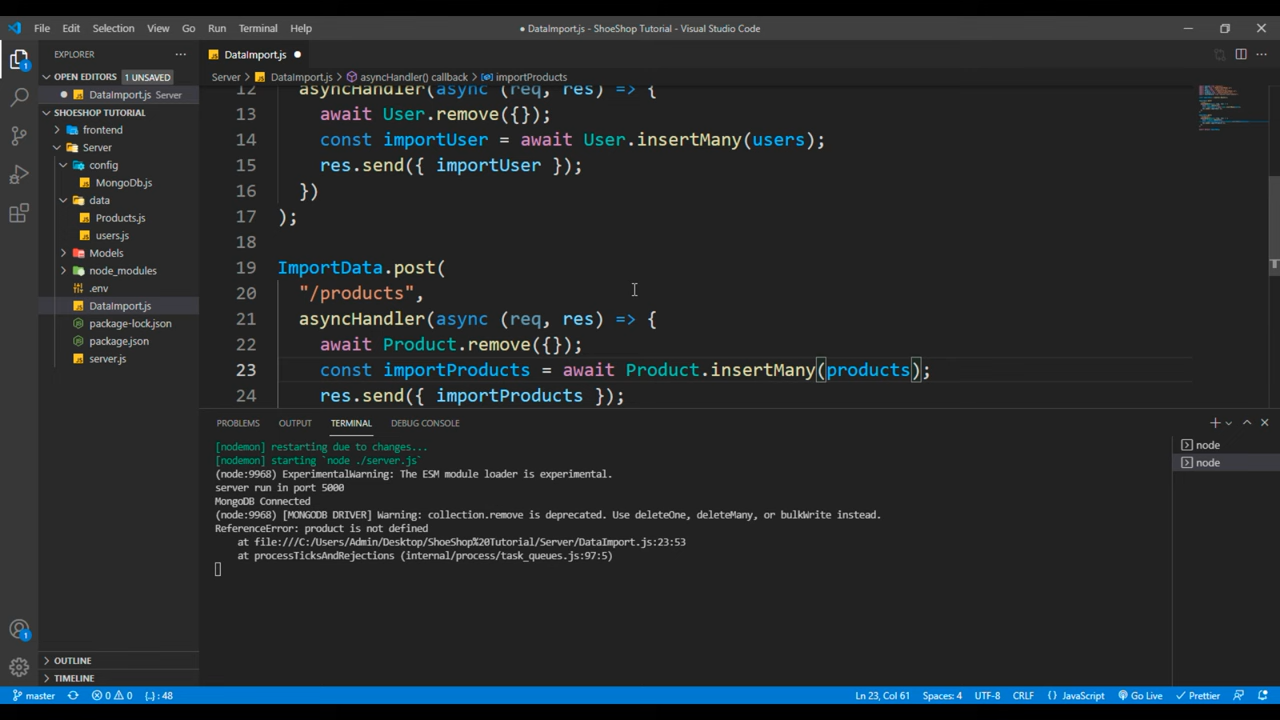 File Edit Selection View Go Run Terminal Help
● DataImport.js - ShoeShop Tutorial - Visual Studio Code
EXPLORER
OPEN EDITORS 1 UNSAVED
● DataImport.js Server
SHOESHOP TUTORIAL
frontend
Server
config
MongoDb.js
data
Products.js
users.js
Models
node_modules
.env
DataImport.js
package-lock.json
package.json
server.js
OUTLINE
TIMELINE
DataImport.js ●
Server > DataImport.js > asyncHandler() callback > importProducts
12 asyncHandler(async (req, res) => {
13 await User.remove({});
14 const importUser = await User.insertMany(users);
15 res.send({ importUser });
16 })
17 );
18
19 ImportData.post(
20 "/products",
21 asyncHandler(async (req, res) => {
22 await Product.remove({});
23 const importProducts = await Product.insertMany(products);
24 res.send({ importProducts });
PROBLEMS OUTPUT TERMINAL DEBUG CONSOLE
[nodemon] restarting due to changes...
[nodemon] starting `node ./server.js`
(node:9968) ExperimentalWarning: The ESM module loader is experimental.
server run in port 5000
MongoDB Connected
(node:9968) [MONGODB DRIVER] Warning: collection.remove is deprecated. Use deleteOne, deleteMany, or bulkWrite instead.
ReferenceError: product is not defined
at file:///C:/Users/Admin/Desktop/ShoeShop%20Tutorial/Server/DataImport.js:23:53
at processTicksAndRejections (internal/process/task_queues.js:97:5)
node
node
1
1
master 0 0 {..} : 48
Ln 23, Col 61 Spaces: 4 UTF-8 CRLF {} JavaScript Go Live Prettier